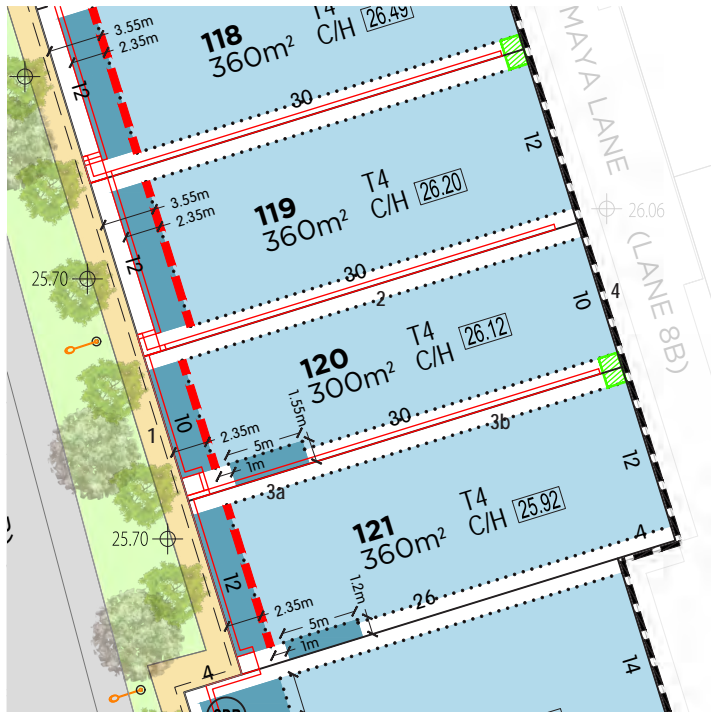 3.55m
2.35m
12
118
360m²
T4
C/H 26.49
30
MAYA LANE
(LANE 8B)
12
3.55m
2.35m
12
119
360m²
T4
C/H 26.20
26.06
25.70
30
2
4
10
120
300m²
T4
C/H 26.12
1.55m
30
3b
10
1
2.35m
5m
1m
3a
12
121
360m²
T4
C/H 25.92
4
25.70
12
2.35m
5m
1m
1.2m
26
4
14